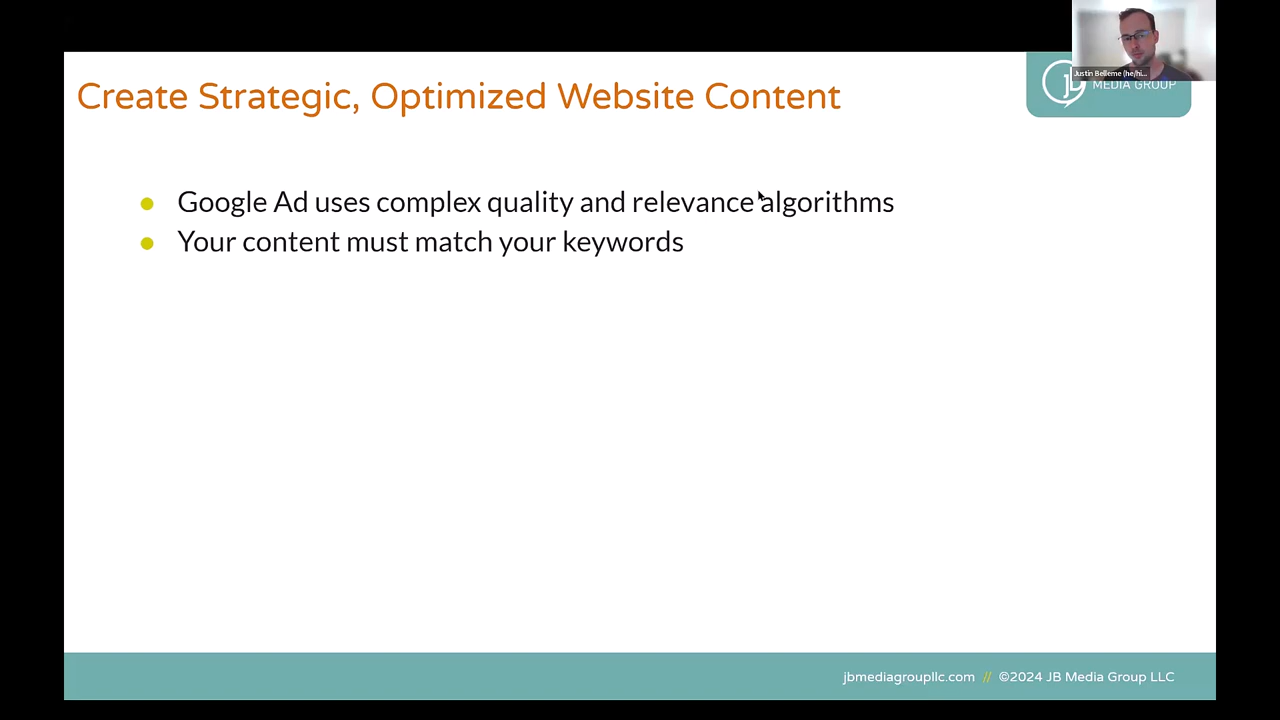 Create Strategic, Optimized Website Content
Justin Belleme (he/hi...
MEDIA GROUP
Google Ad uses complex quality and relevance algorithms
Your content must match your keywords
jbmediagroupllc.com // ©2024 JB Media Group LLC